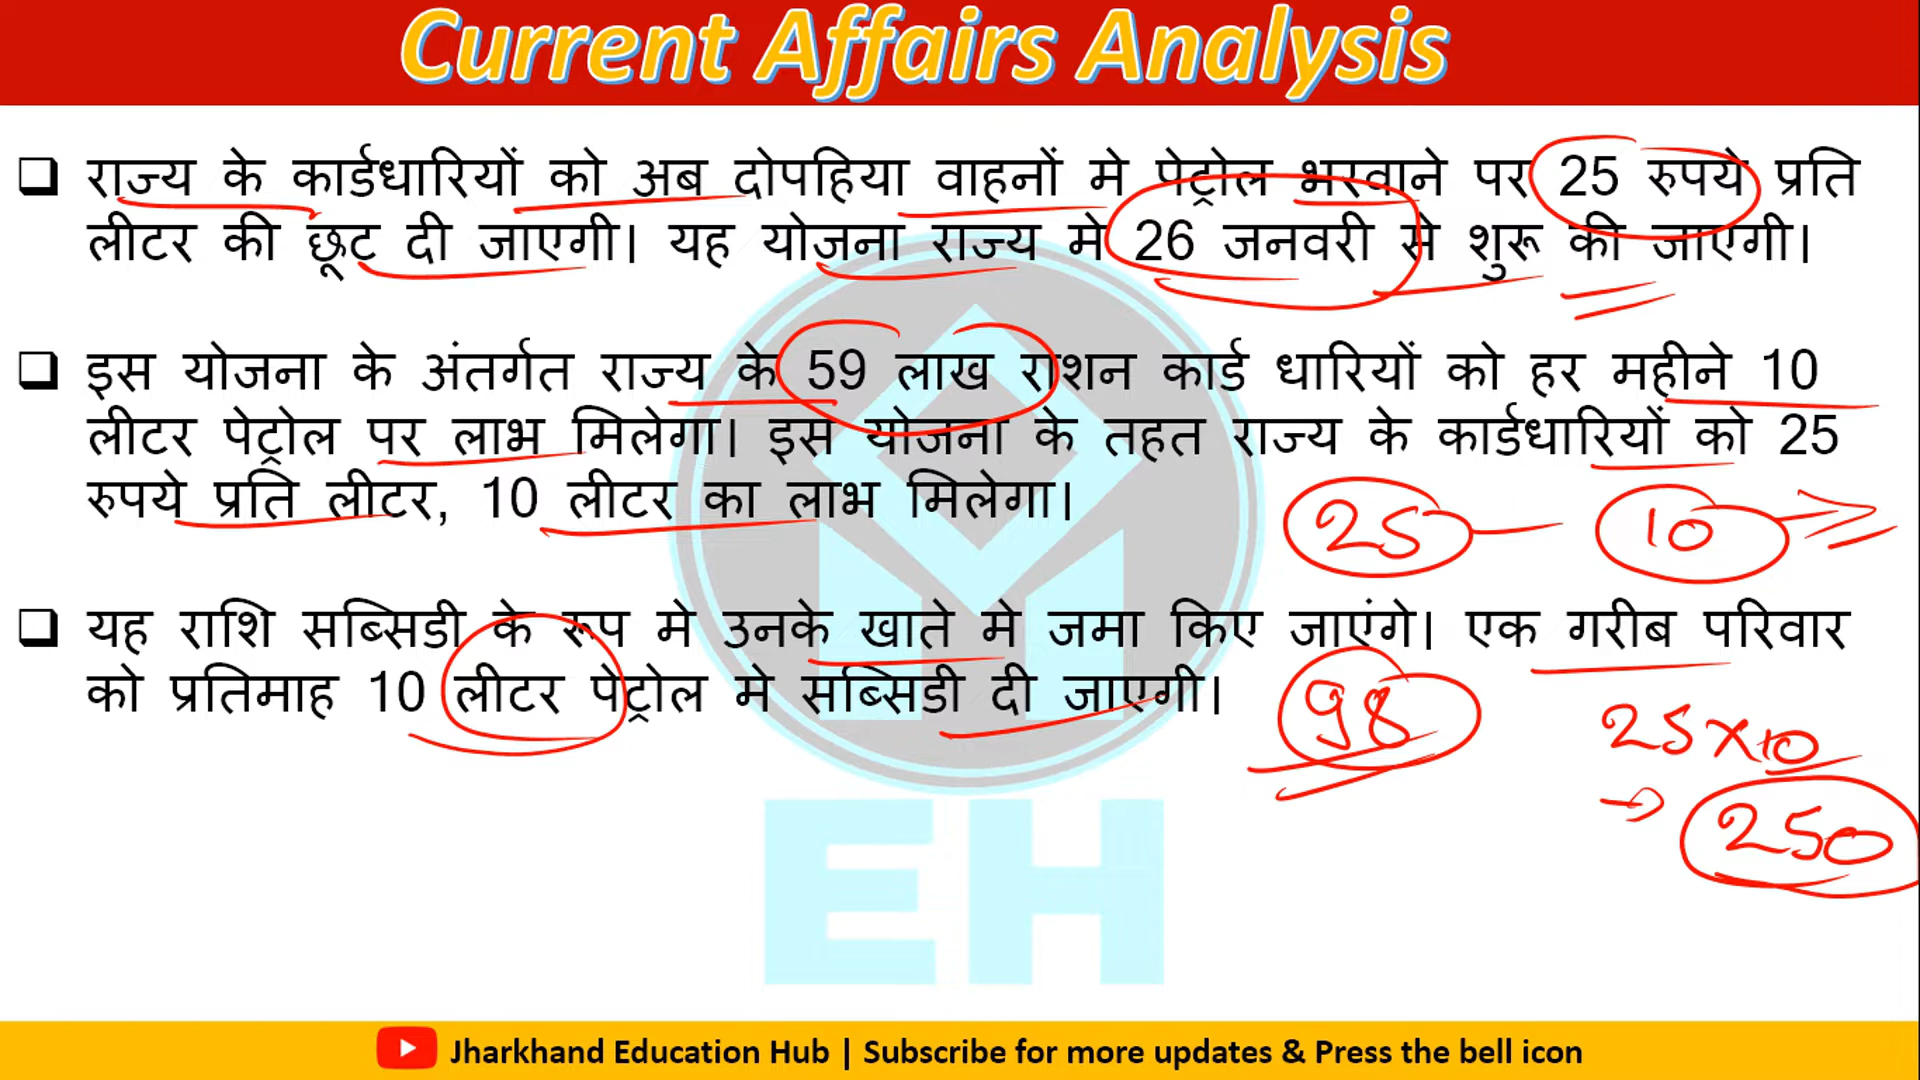 Current Affairs Analysis
राज्य के कार्डधारियों को अब दोपहिया वाहनों मे पेट्रोल भरवाने पर 25 रुपये प्रति
लीटर की छूट दी जाएगी। यह योजना राज्य मे 26 जनवरी से शुरू की जाएगी।
इस योजना के अंतर्गत राज्य के 59 लाख राशन कार्ड धारियों को हर महीने 10
लीटर पेट्रोल पर लाभ मिलेगा। इस योजना के तहत राज्य के कार्डधारियों को 25
रुपये प्रति लीटर, 10 लीटर का लाभ मिलेगा।
25 10
यह राशि सब्सिडी के रूप मे उनके खाते मे जमा किए जाएंगे। एक गरीब परिवार
को प्रतिमाह 10 लीटर पेट्रोल मे सब्सिडी दी जाएगी।
98
25×10
250
EH
Jharkhand Education Hub | Subscribe for more updates & Press the bell icon